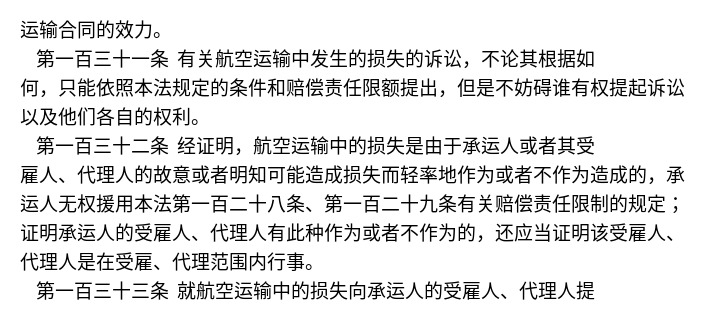 运输合同的效力。
第一百三十一条 有关航空运输中发生的损失的诉讼，不论其根据如
何，只能依照本法规定的条件和赔偿责任限额提出，但是不妨碍谁有权提起诉讼
以及他们各自的权利。
第一百三十二条 经证明，航空运输中的损失是由于承运人或者其受
雇人、代理人的故意或者明知可能造成损失而轻率地作为或者不作为造成的，承
运人无权援用本法第一百二十八条、第一百二十九条有关赔偿责任限制的规定；
证明承运人的受雇人、代理人有此种作为或者不作为的，还应当证明该受雇人、
代理人是在受雇、代理范围内行事。
第一百三十三条 就航空运输中的损失向承运人的受雇人、代理人提